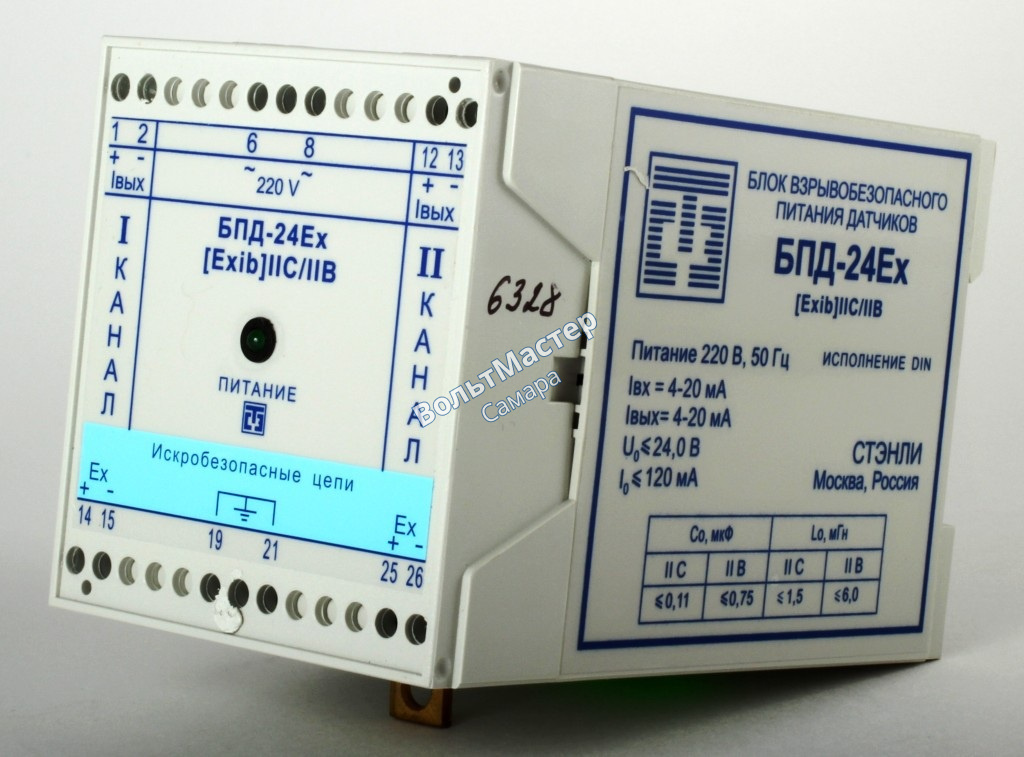 1 2 6 8 12 13
+ - ~ ~ + -
Iвых 220 V Iвых
БПД-24Ex
[Exib]IIC/IIB
I КАНАЛ
II КАНАЛ
ПИТАНИЕ
Искробезопасные цепи
Ex Ex
+ - + -
14 15 19 21 25 26
6328
ВольтМастер
Самара
БЛОК ВЗРЫВОБЕЗОПАСНОГО
ПИТАНИЯ ДАТЧИКОВ
БПД-24Ex
[Exib]IIC/IIB
Питание 220 В, 50 Гц ИСПОЛНЕНИЕ DIN
Iвх = 4-20 мА
Iвых= 4-20 мА
U₀⩽24,0 В СТЭНЛИ
I₀⩽120 мА Москва, Россия
Co, мкФ Lo, мГн
II C II B II C II B
⩽0,11 ⩽0,75 ⩽1,5 ⩽6,0